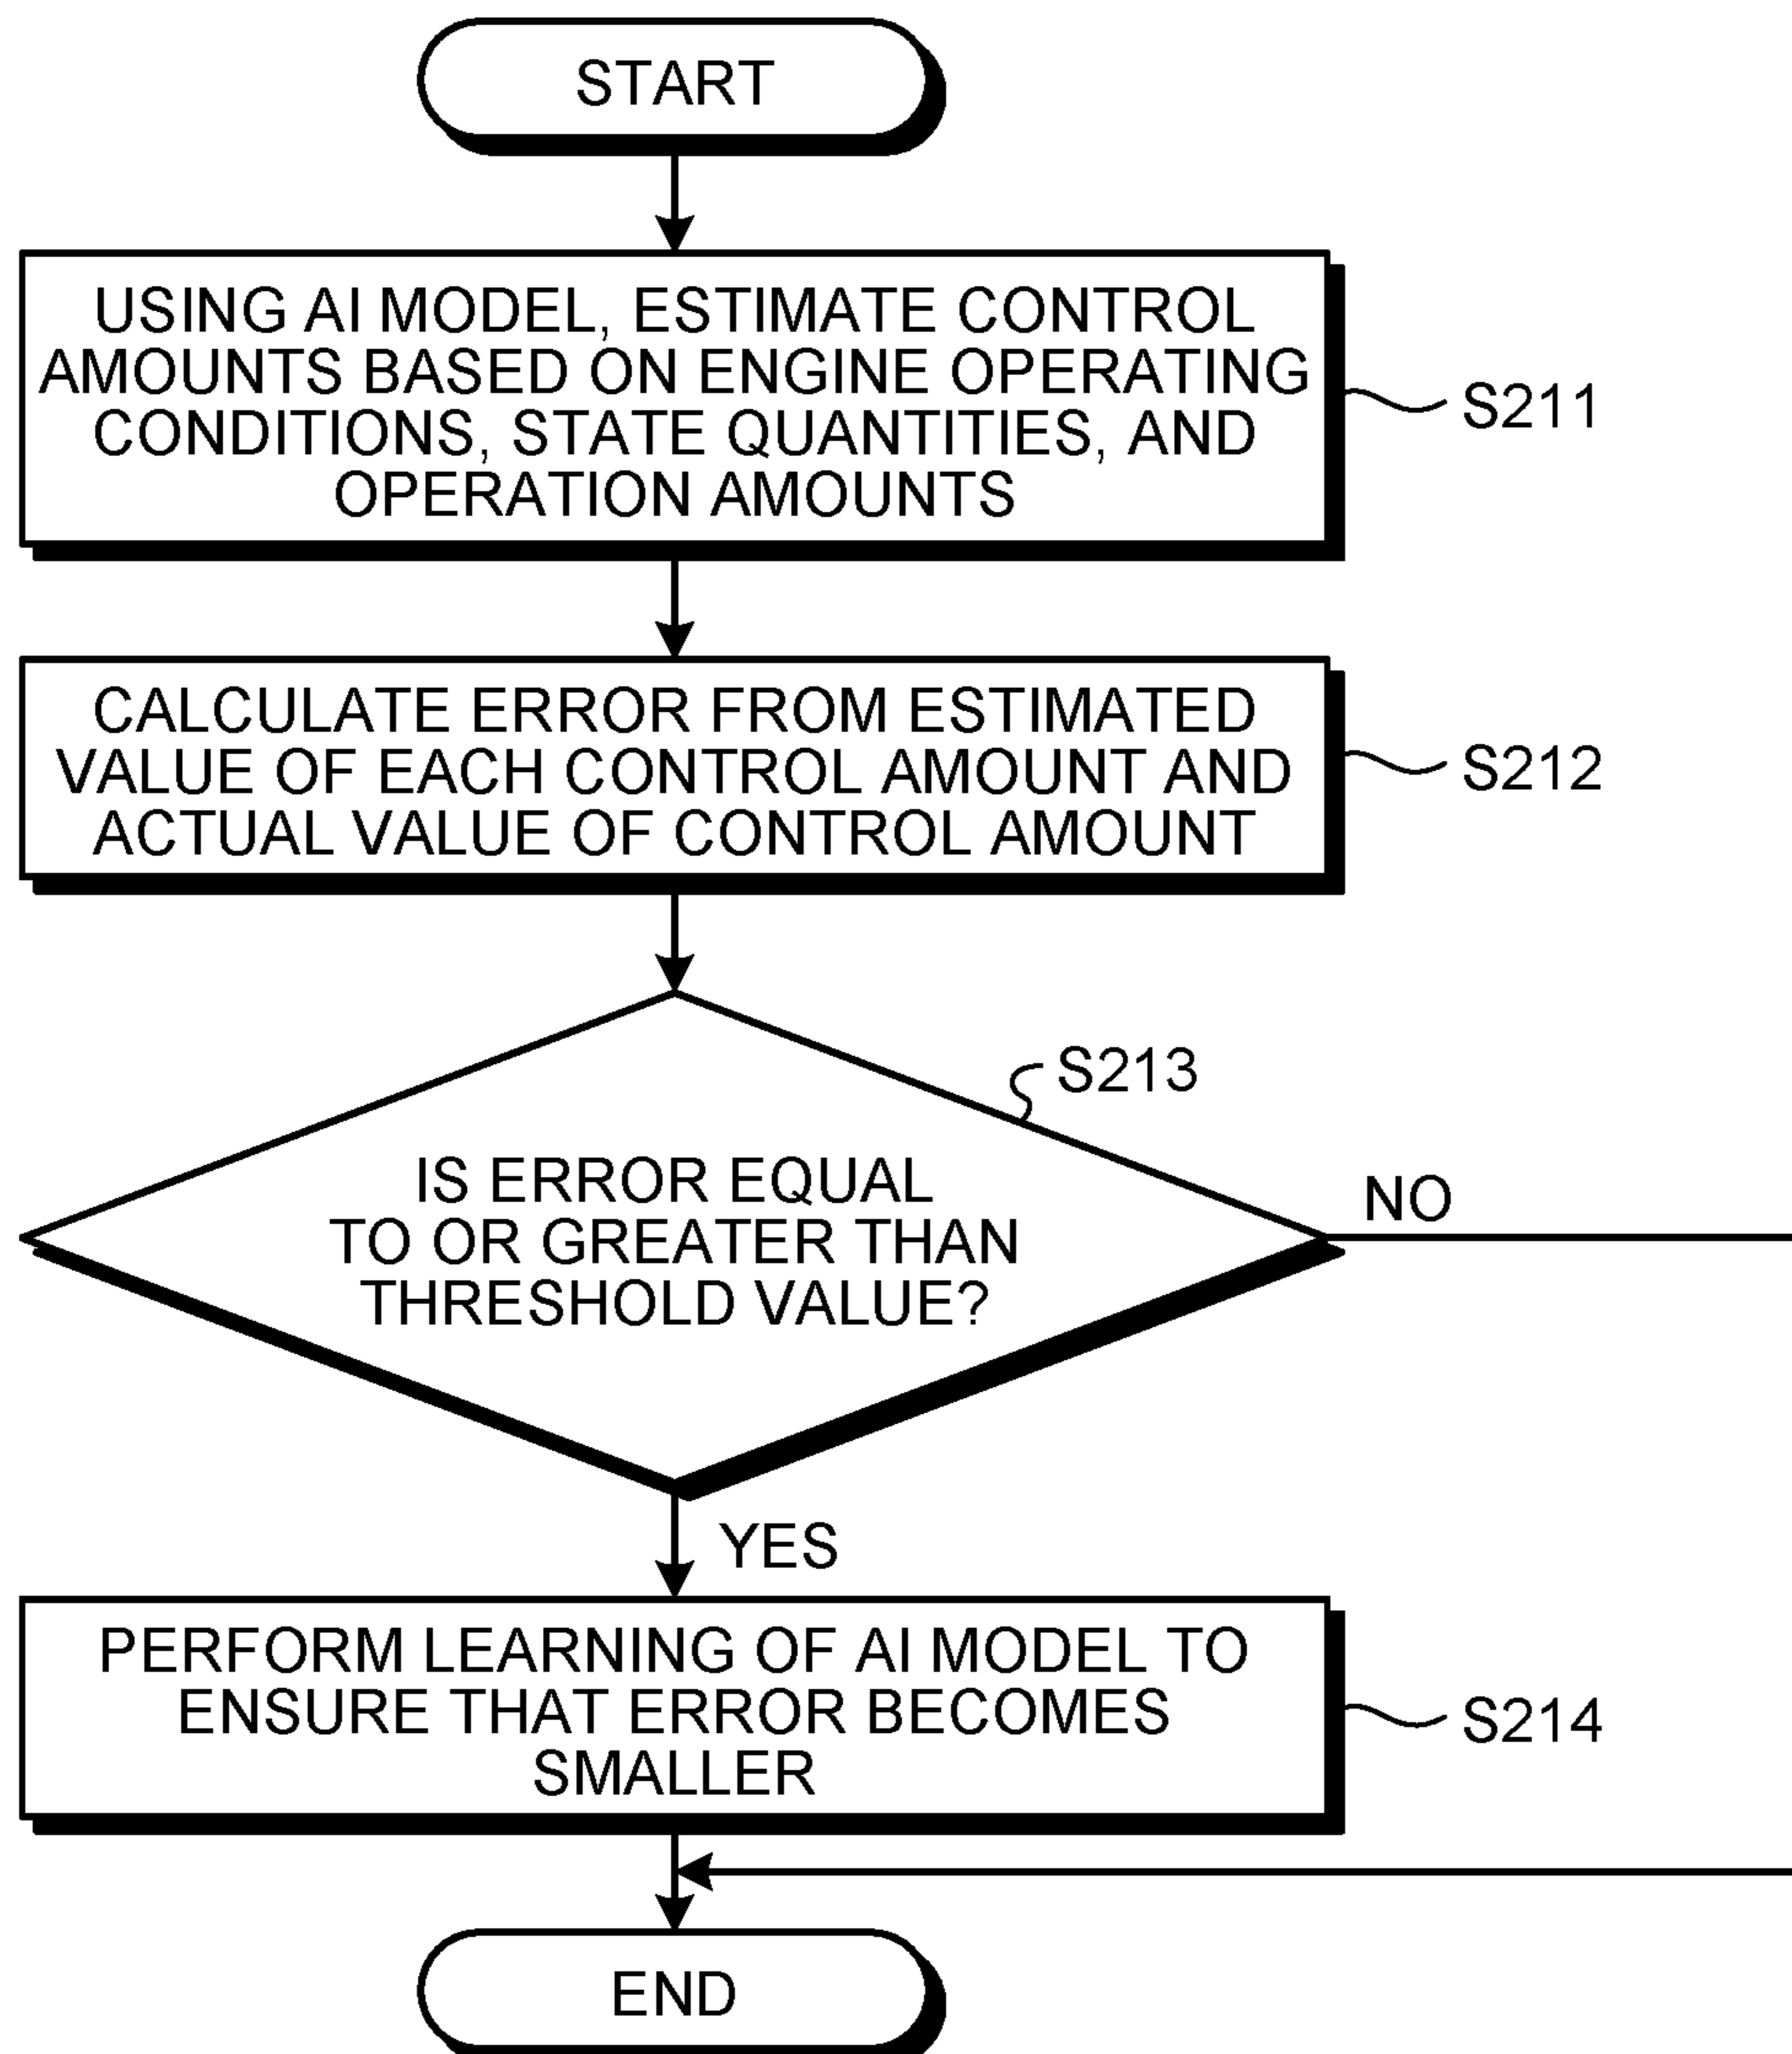 START
USING AI MODEL, ESTIMATE CONTROL
AMOUNTS BASED ON ENGINE OPERATING
CONDITIONS, STATE QUANTITIES, AND
OPERATION AMOUNTS
S211
CALCULATE ERROR FROM ESTIMATED
VALUE OF EACH CONTROL AMOUNT AND
ACTUAL VALUE OF CONTROL AMOUNT
S212
S213
IS ERROR EQUAL
TO OR GREATER THAN
THRESHOLD VALUE?
NO
YES
PERFORM LEARNING OF AI MODEL TO
ENSURE THAT ERROR BECOMES
SMALLER
S214
END